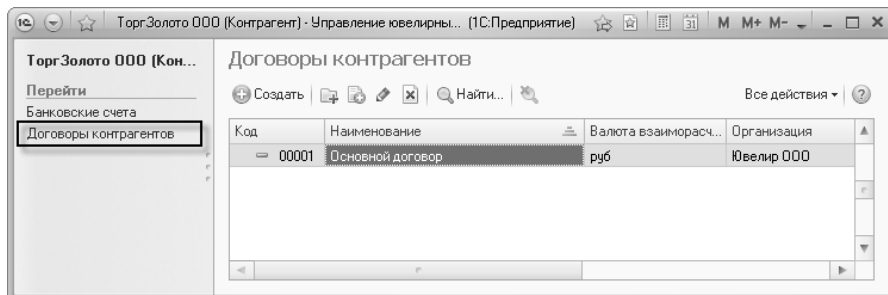 ТоргЗолото ООО (Контрагент) - Управление ювелирны... (1С:Предприятие) M M+ M-
ТоргЗолото ООО (Кон...
Договоры контрагентов
Перейти
Создать Найти... Все действия
Банковские счета
Договоры контрагентов
Код Наименование Валюта взаиморасч... Организация
00001 Основной договор руб Ювелир ООО